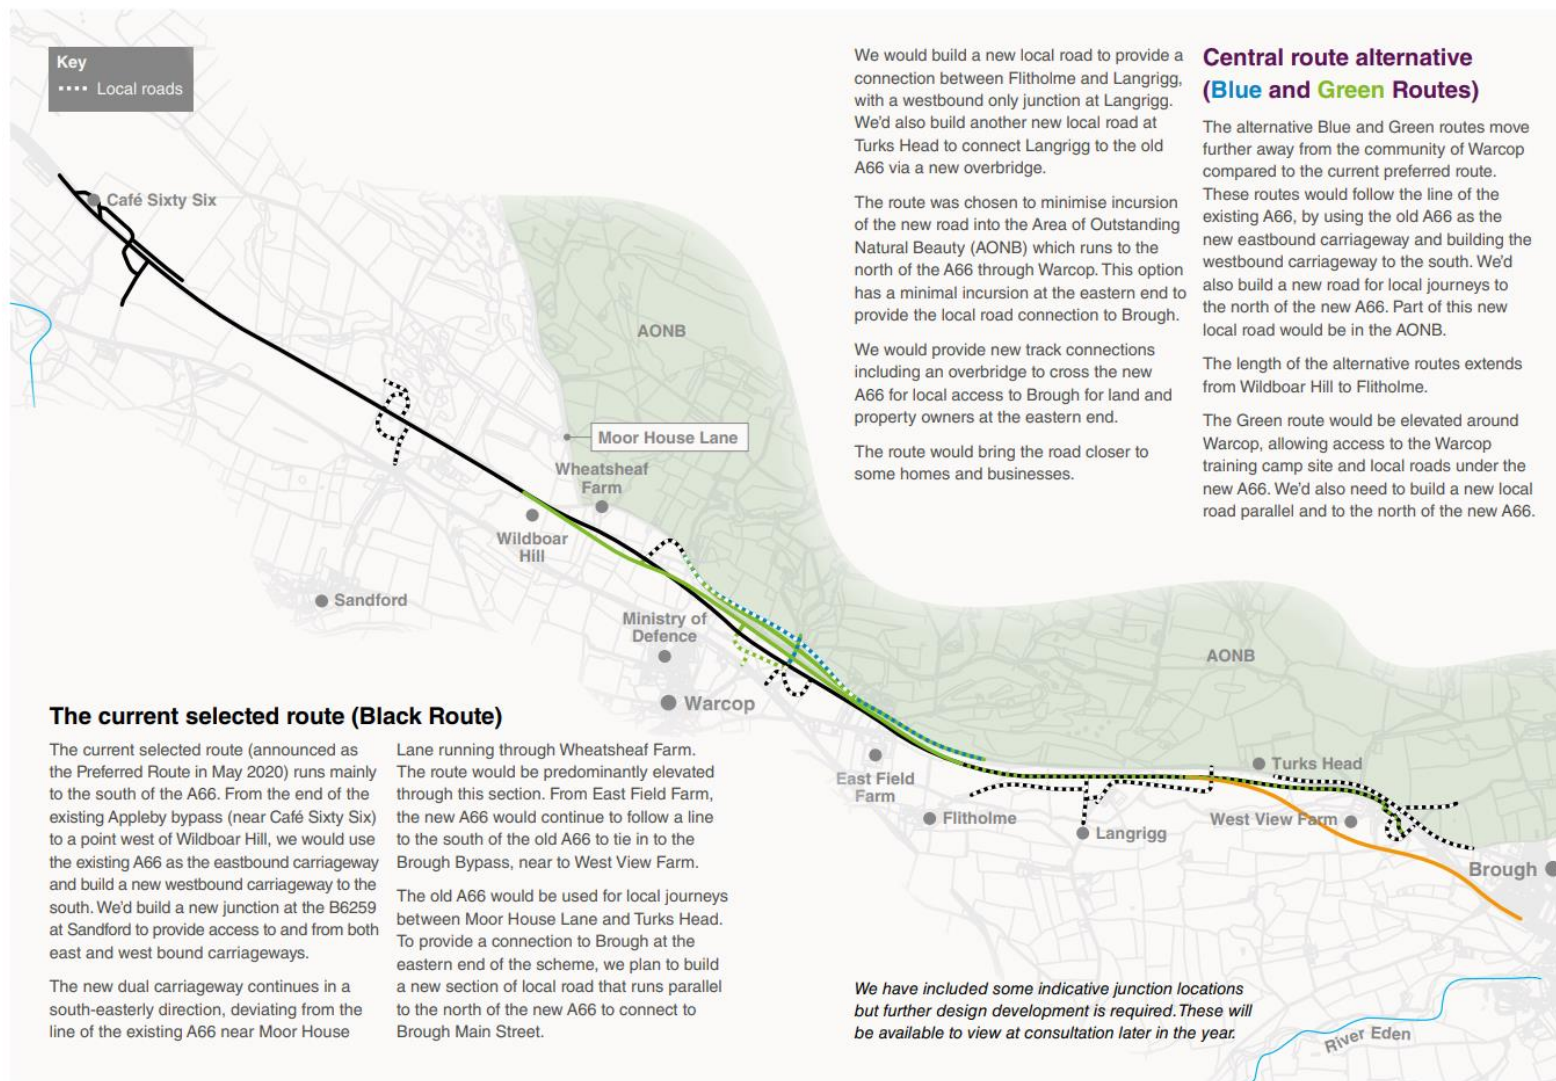 Key
Local roads
Café Sixty Six
AONB
Moor House Lane
Wheatsheaf
Farm
Wildboar
Hill
Sandford
Ministry of
Defence
Warcop
East Field
Farm
Flitholme
Langrigg
AONB
Turks Head
West View Farm
Brough
River Eden
The current selected route (Black Route)
The current selected route (announced as
the Preferred Route in May 2020) runs mainly
to the south of the A66. From the end of the
existing Appleby bypass (near Café Sixty Six)
to a point west of Wildboar Hill, we would use
the existing A66 as the eastbound carriageway
and build a new westbound carriageway to the
south. We'd build a new junction at the B6259
at Sandford to provide access to and from both
east and west bound carriageways.
The new dual carriageway continues in a
south-easterly direction, deviating from the
line of the existing A66 near Moor House
Lane running through Wheatsheaf Farm.
The route would be predominantly elevated
through this section. From East Field Farm,
the new A66 would continue to follow a line
to the south of the old A66 to tie in to the
Brough Bypass, near to West View Farm.
The old A66 would be used for local journeys
between Moor House Lane and Turks Head.
To provide a connection to Brough at the
eastern end of the scheme, we plan to build
a new section of local road that runs parallel
to the north of the new A66 to connect to
Brough Main Street.
We would build a new local road to provide a
connection between Flitholme and Langrigg,
with a westbound only junction at Langrigg.
We'd also build another new local road at
Turks Head to connect Langrigg to the old
A66 via a new overbridge.
The route was chosen to minimise incursion
of the new road into the Area of Outstanding
Natural Beauty (AONB) which runs to the
north of the A66 through Warcop. This option
has a minimal incursion at the eastern end to
provide the local road connection to Brough.
We would provide new track connections
including an overbridge to cross the new
A66 for local access to Brough for land and
property owners at the eastern end.
The route would bring the road closer to
some homes and businesses.
Central route alternative
(Blue and Green Routes)
The alternative Blue and Green routes move
further away from the community of Warcop
compared to the current preferred route.
These routes would follow the line of the
existing A66, by using the old A66 as the
new eastbound carriageway and building the
westbound carriageway to the south. We'd
also build a new road for local journeys to
the north of the new A66. Part of this new
local road would be in the AONB.
The length of the alternative routes extends
from Wildboar Hill to Flitholme.
The Green route would be elevated around
Warcop, allowing access to the Warcop
training camp site and local roads under the
new A66. We'd also need to build a new local
road parallel and to the north of the new A66.
We have included some indicative junction locations
but further design development is required. These will
be available to view at consultation later in the year.